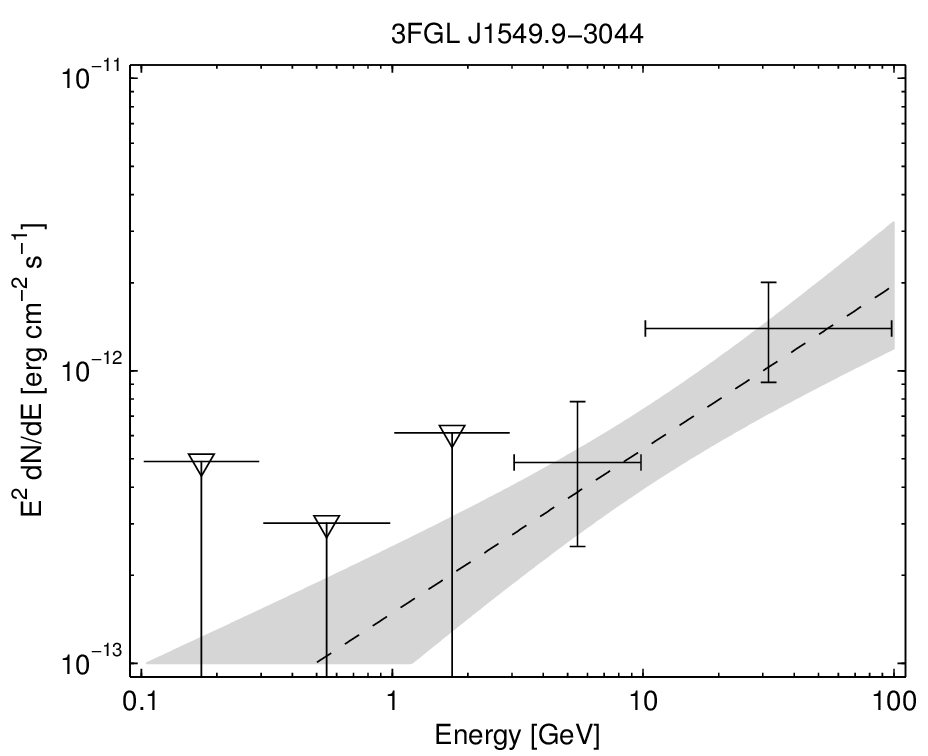 3FGL J1549.9−3044
10⁻¹¹
10⁻¹²
10⁻¹³
E² dN/dE [erg cm⁻² s⁻¹]
0.1 1 10 100
Energy [GeV]